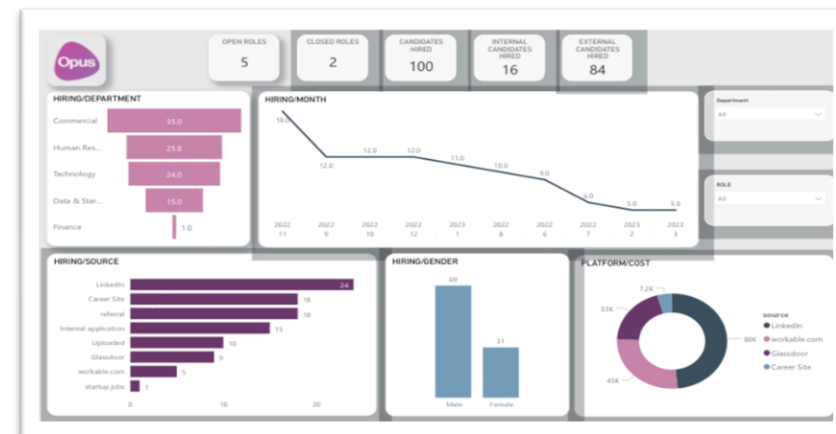 Opus
OPEN ROLES
5
CLOSED ROLES
2
CANDIDATES
HIRED
100
INTERNAL
CANDIDATES
HIRED
16
EXTERNAL
CANDIDATES
HIRED
84
HIRING/DEPARTMENT
Commercial 35.0
Human Res... 25.0
Technology 24.0
Data & Star... 15.0
Finance 1.0
HIRING/MONTH
18.0
12.0
12.0
12.0
11.0
10.0
9.0
6.0
5.0
5.0
2022 2022 2022 2022 2023 2022 2022 2022 2023 2023
11 9 10 12 1 8 6 7 2 3
Department
All
ROLE
All
HIRING/SOURCE
LinkedIn 24
Career Site 18
referral 18
Internal application 15
Uploaded 10
Glassdoor 9
workable.com 5
startup.jobs 1
0 10 20
HIRING/GENDER
69
31
Male Female
PLATFORM/COST
7.2K
33K
80K
45K
source
LinkedIn
workable.com
Glassdoor
Career Site